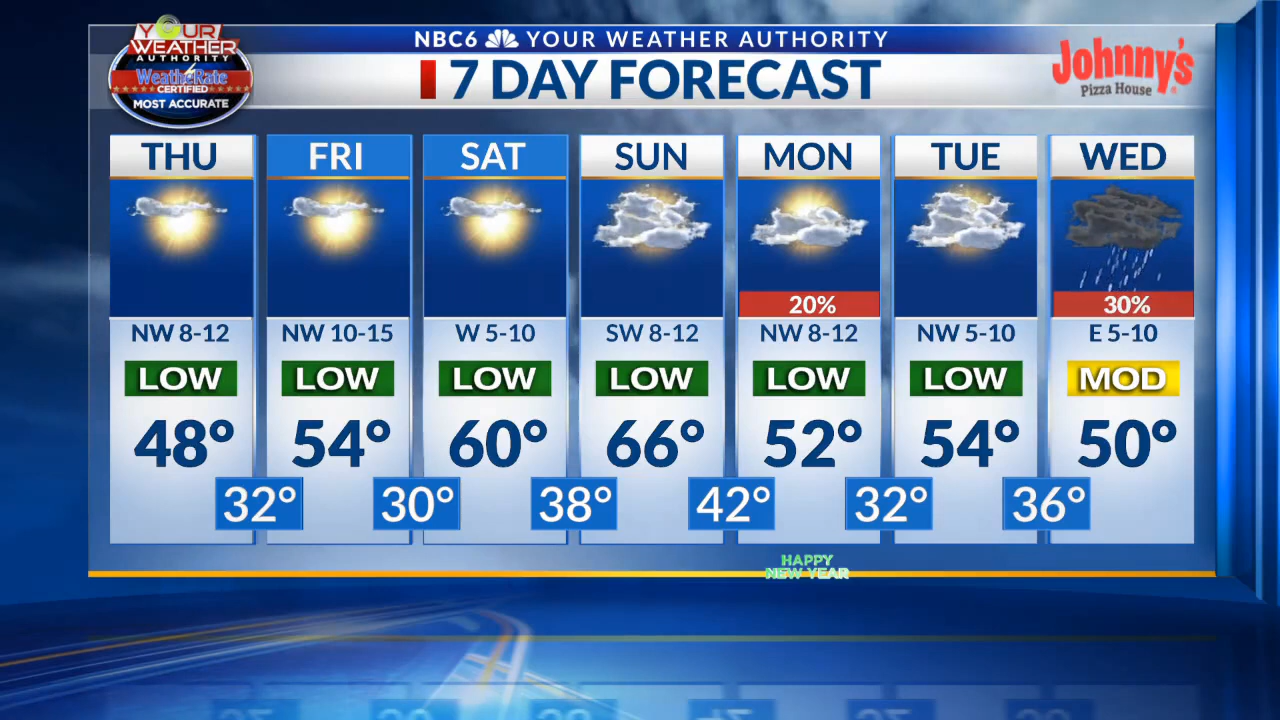 YOUR
WEATHER
AUTHORITY
WeatheRate
CERTIFIED
MOST ACCURATE
NBC6 YOUR WEATHER AUTHORITY
7 DAY FORECAST
Johnny's
Pizza House
THU FRI SAT SUN MON TUE WED
20% 30%
NW 8-12 NW 10-15 W 5-10 SW 8-12 NW 8-12 NW 5-10 E 5-10
LOW LOW LOW LOW LOW LOW MOD
48° 54° 60° 66° 52° 54° 50°
32° 30° 38° 42° 32° 36°
HAPPY
NEW YEAR